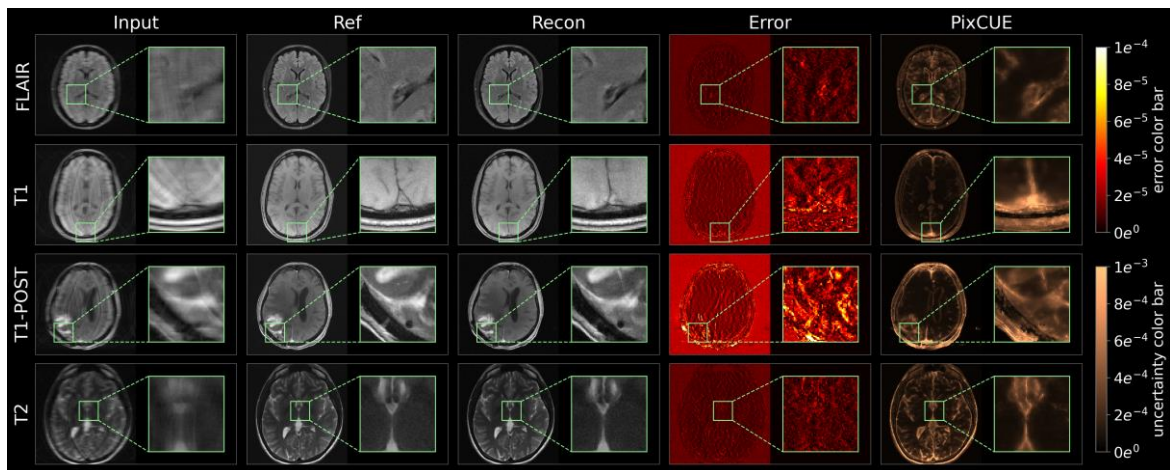 Input Ref Recon Error PixCUE
FLAIR
T1
T1-POST
T2
1e⁻⁴
8e⁻⁵
6e⁻⁵
4e⁻⁵
2e⁻⁵
0e⁰
error color bar
1e⁻³
8e⁻⁴
6e⁻⁴
4e⁻⁴
2e⁻⁴
0e⁰
uncertainty color bar